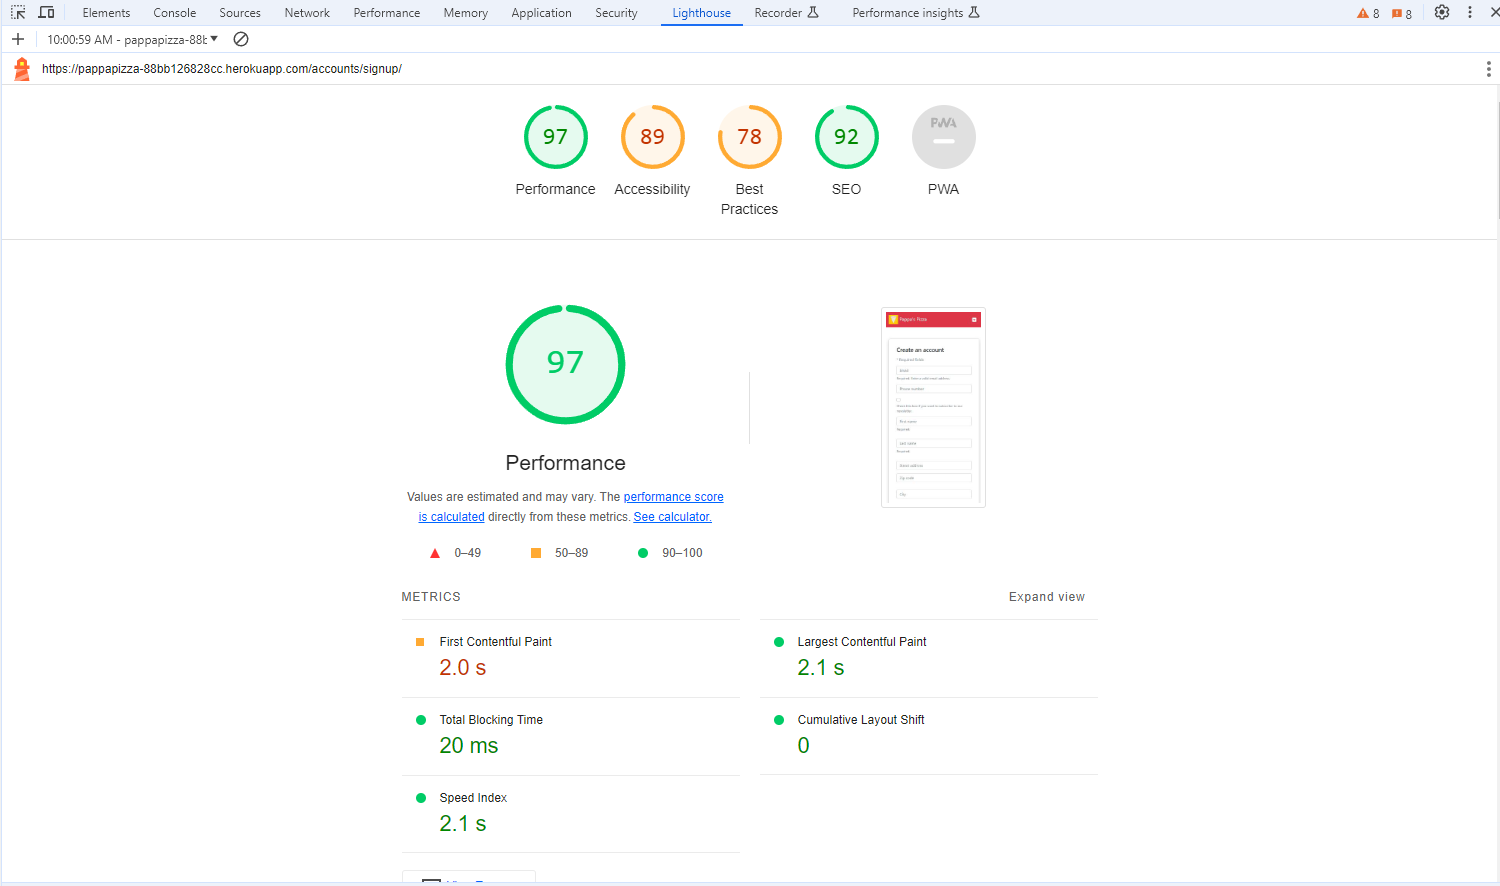 Elements Console Sources Network Performance Memory Application Security Lighthouse Recorder Performance insights 8 8
10:00:59 AM - pappapizza-88b
https://pappapizza-88bb126828cc.herokuapp.com/accounts/signup/
97 89 78 92 PWA
Performance Accessibility Best Practices SEO PWA
97
Performance
Values are estimated and may vary. The performance score
is calculated directly from these metrics. See calculator.
0–49 50–89 90–100
Pappa's Pizza
Create an account
METRICS Expand view
First Contentful Paint
2.0 s
Largest Contentful Paint
2.1 s
Total Blocking Time
20 ms
Cumulative Layout Shift
0
Speed Index
2.1 s